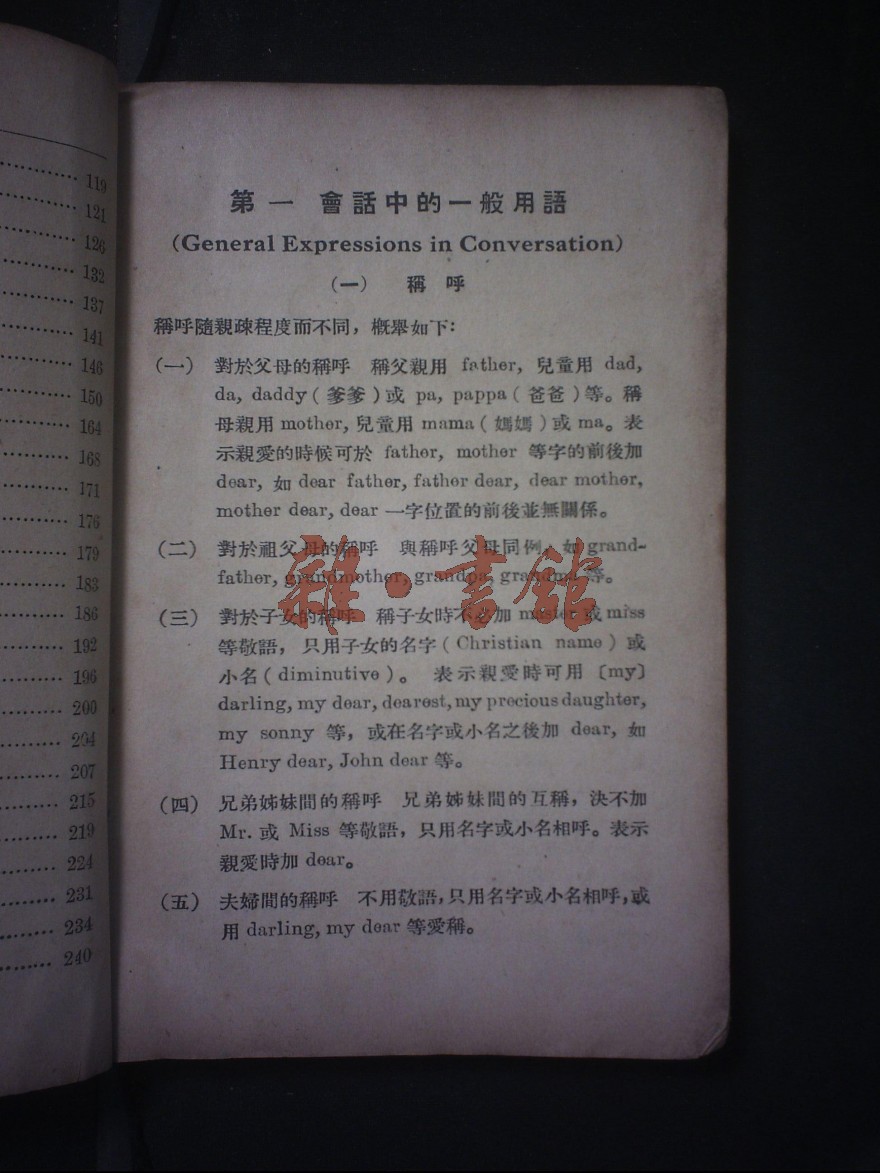 119
121
126
132
137
141
146
150
164
168
171
176
179
183
186
192
196
200
204
207
215
219
224
231
234
240
第一 會話中的一般用語
(General Expressions in Conversation)
(一) 稱呼
稱呼隨親疎程度而不同，概舉如下：
(一) 對於父母的稱呼 稱父親用 father, 兒童用 dad,
da, daddy（爹爹）或 pa, pappa（爸爸）等。稱
母親用 mother, 兒童用 mama（媽媽）或 ma。表
示親愛的時候可於 father, mother 等字的前後加
dear, 如 dear father, father dear, dear mother,
mother dear, dear 一字位置的前後並無關係。
(二) 對於祖父母的稱呼 與稱呼父母同例，如 grand-
father, grandmother, grandpa, grandma 等。
(三) 對於子女的稱呼 稱子女時不必加 master 或 miss
等敬語，只用子女的名字（Christian name）或
小名（diminutive）。 表示親愛時可用〔my〕
darling, my dear, dearest, my precious daughter,
my sonny 等，或在名字或小名之後加 dear, 如
Henry dear, John dear 等。
(四) 兄弟姊妹間的稱呼 兄弟姊妹間的互稱，決不加
Mr. 或 Miss 等敬語，只用名字或小名相呼。表示
親愛時加 dear。
(五) 夫婦間的稱呼 不用敬語，只用名字或小名相呼，或
用 darling, my dear 等愛稱。
雜·書館